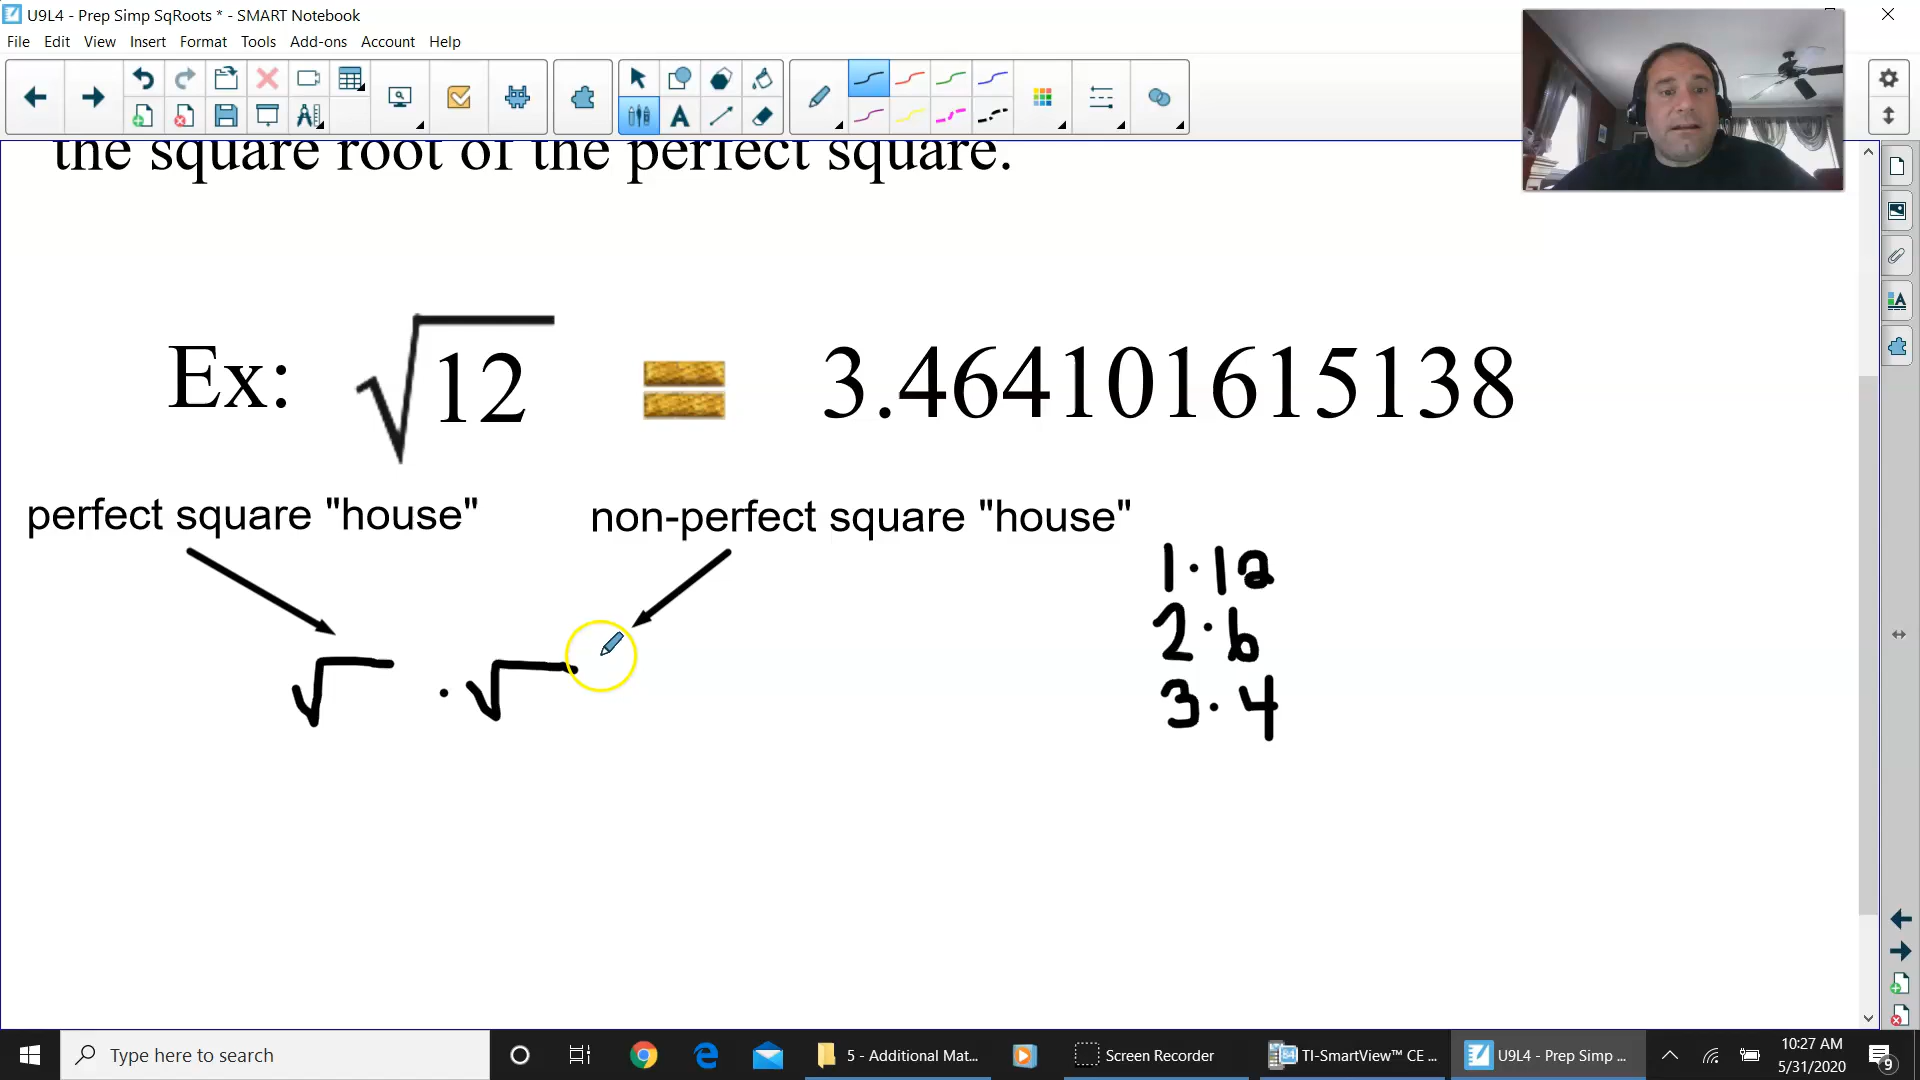 U9L4 - Prep Simp SqRoots * - SMART Notebook
File Edit View Insert Format Tools Add-ons Account Help
the square root of the perfect square.
Ex: √12 = 3.464101615138
perfect square "house"
non-perfect square "house"
1·12
2·6
3·4
√ · √
Type here to search
5 - Additional Mat...
Screen Recorder
84
TI-SmartView™ CE ...
U9L4 - Prep Simp ...
10:27 AM
5/31/2020
9